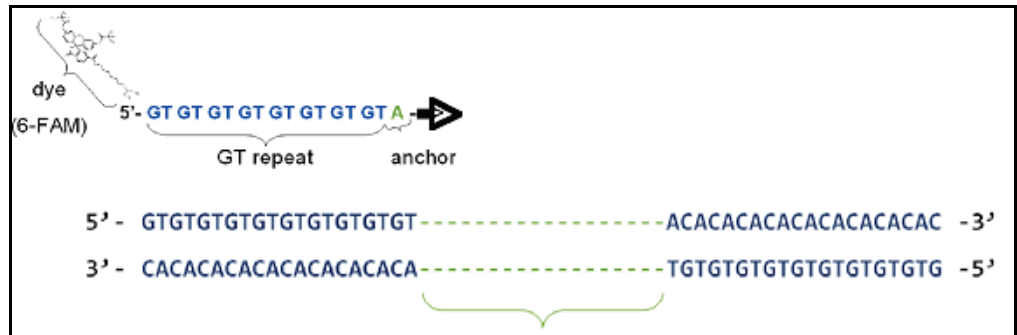 dye
(6-FAM)
5'- GT GT GT GT GT GT GT GT A -
GT repeat
anchor
5’- GTGTGTGTGTGTGTGTGTGT------------------ACACACACACACACACACAC -3’
3’- CACACACACACACACACACA------------------TGTGTGTGTGTGTGTGTGTG -5’